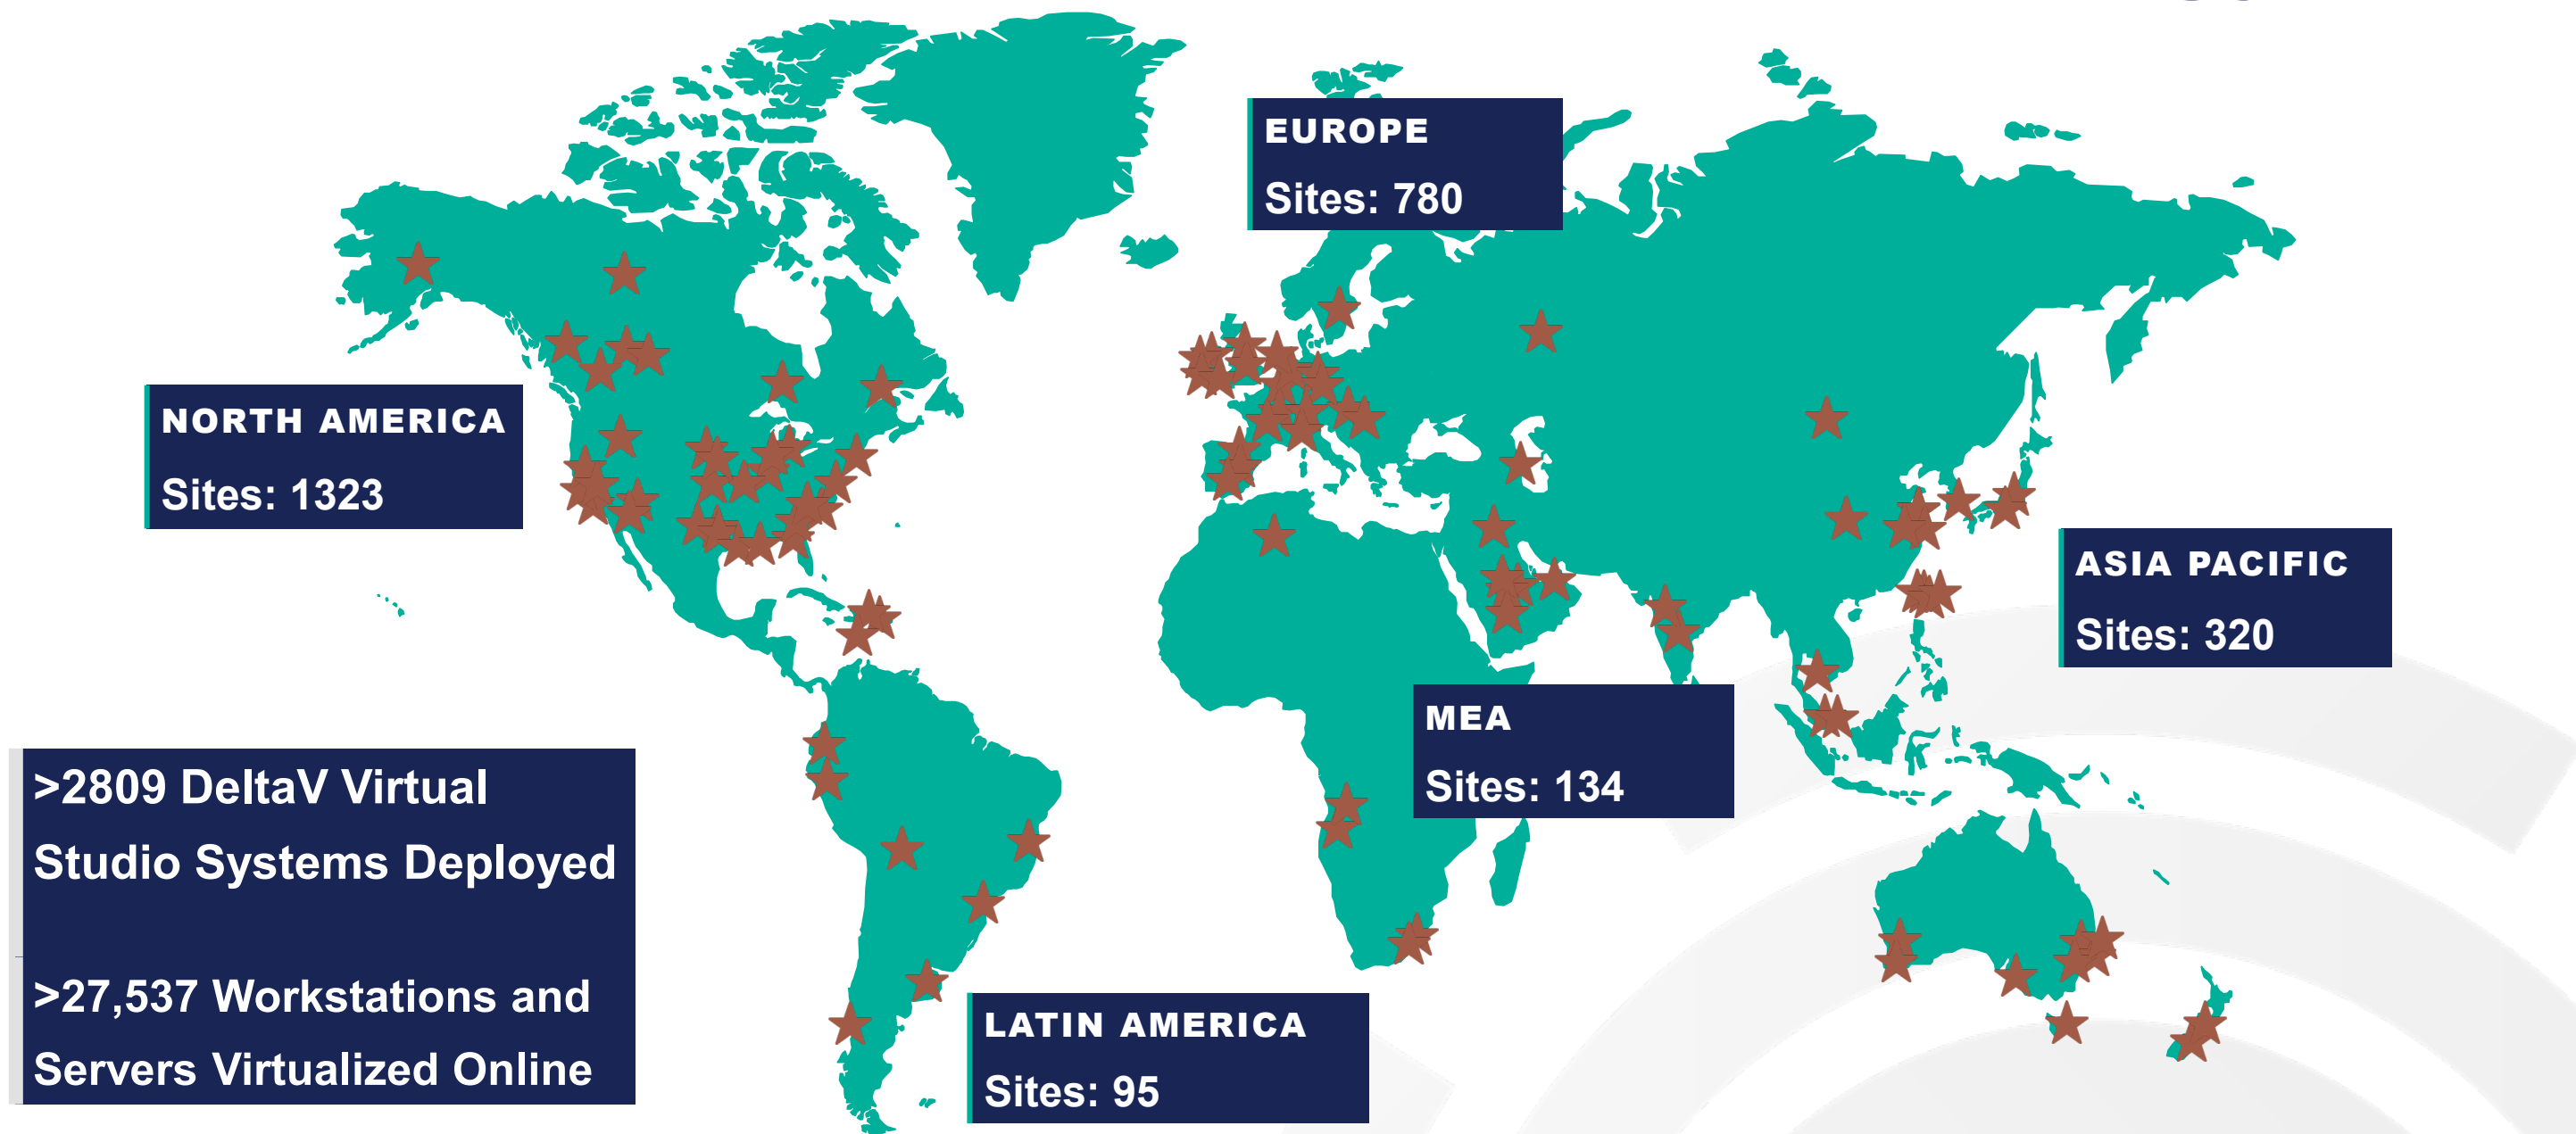 EUROPE
Sites: 780
NORTH AMERICA
Sites: 1323
ASIA PACIFIC
Sites: 320
MEA
Sites: 134
>2809 DeltaV Virtual
Studio Systems Deployed
>27,537 Workstations and
Servers Virtualized Online
LATIN AMERICA
Sites: 95